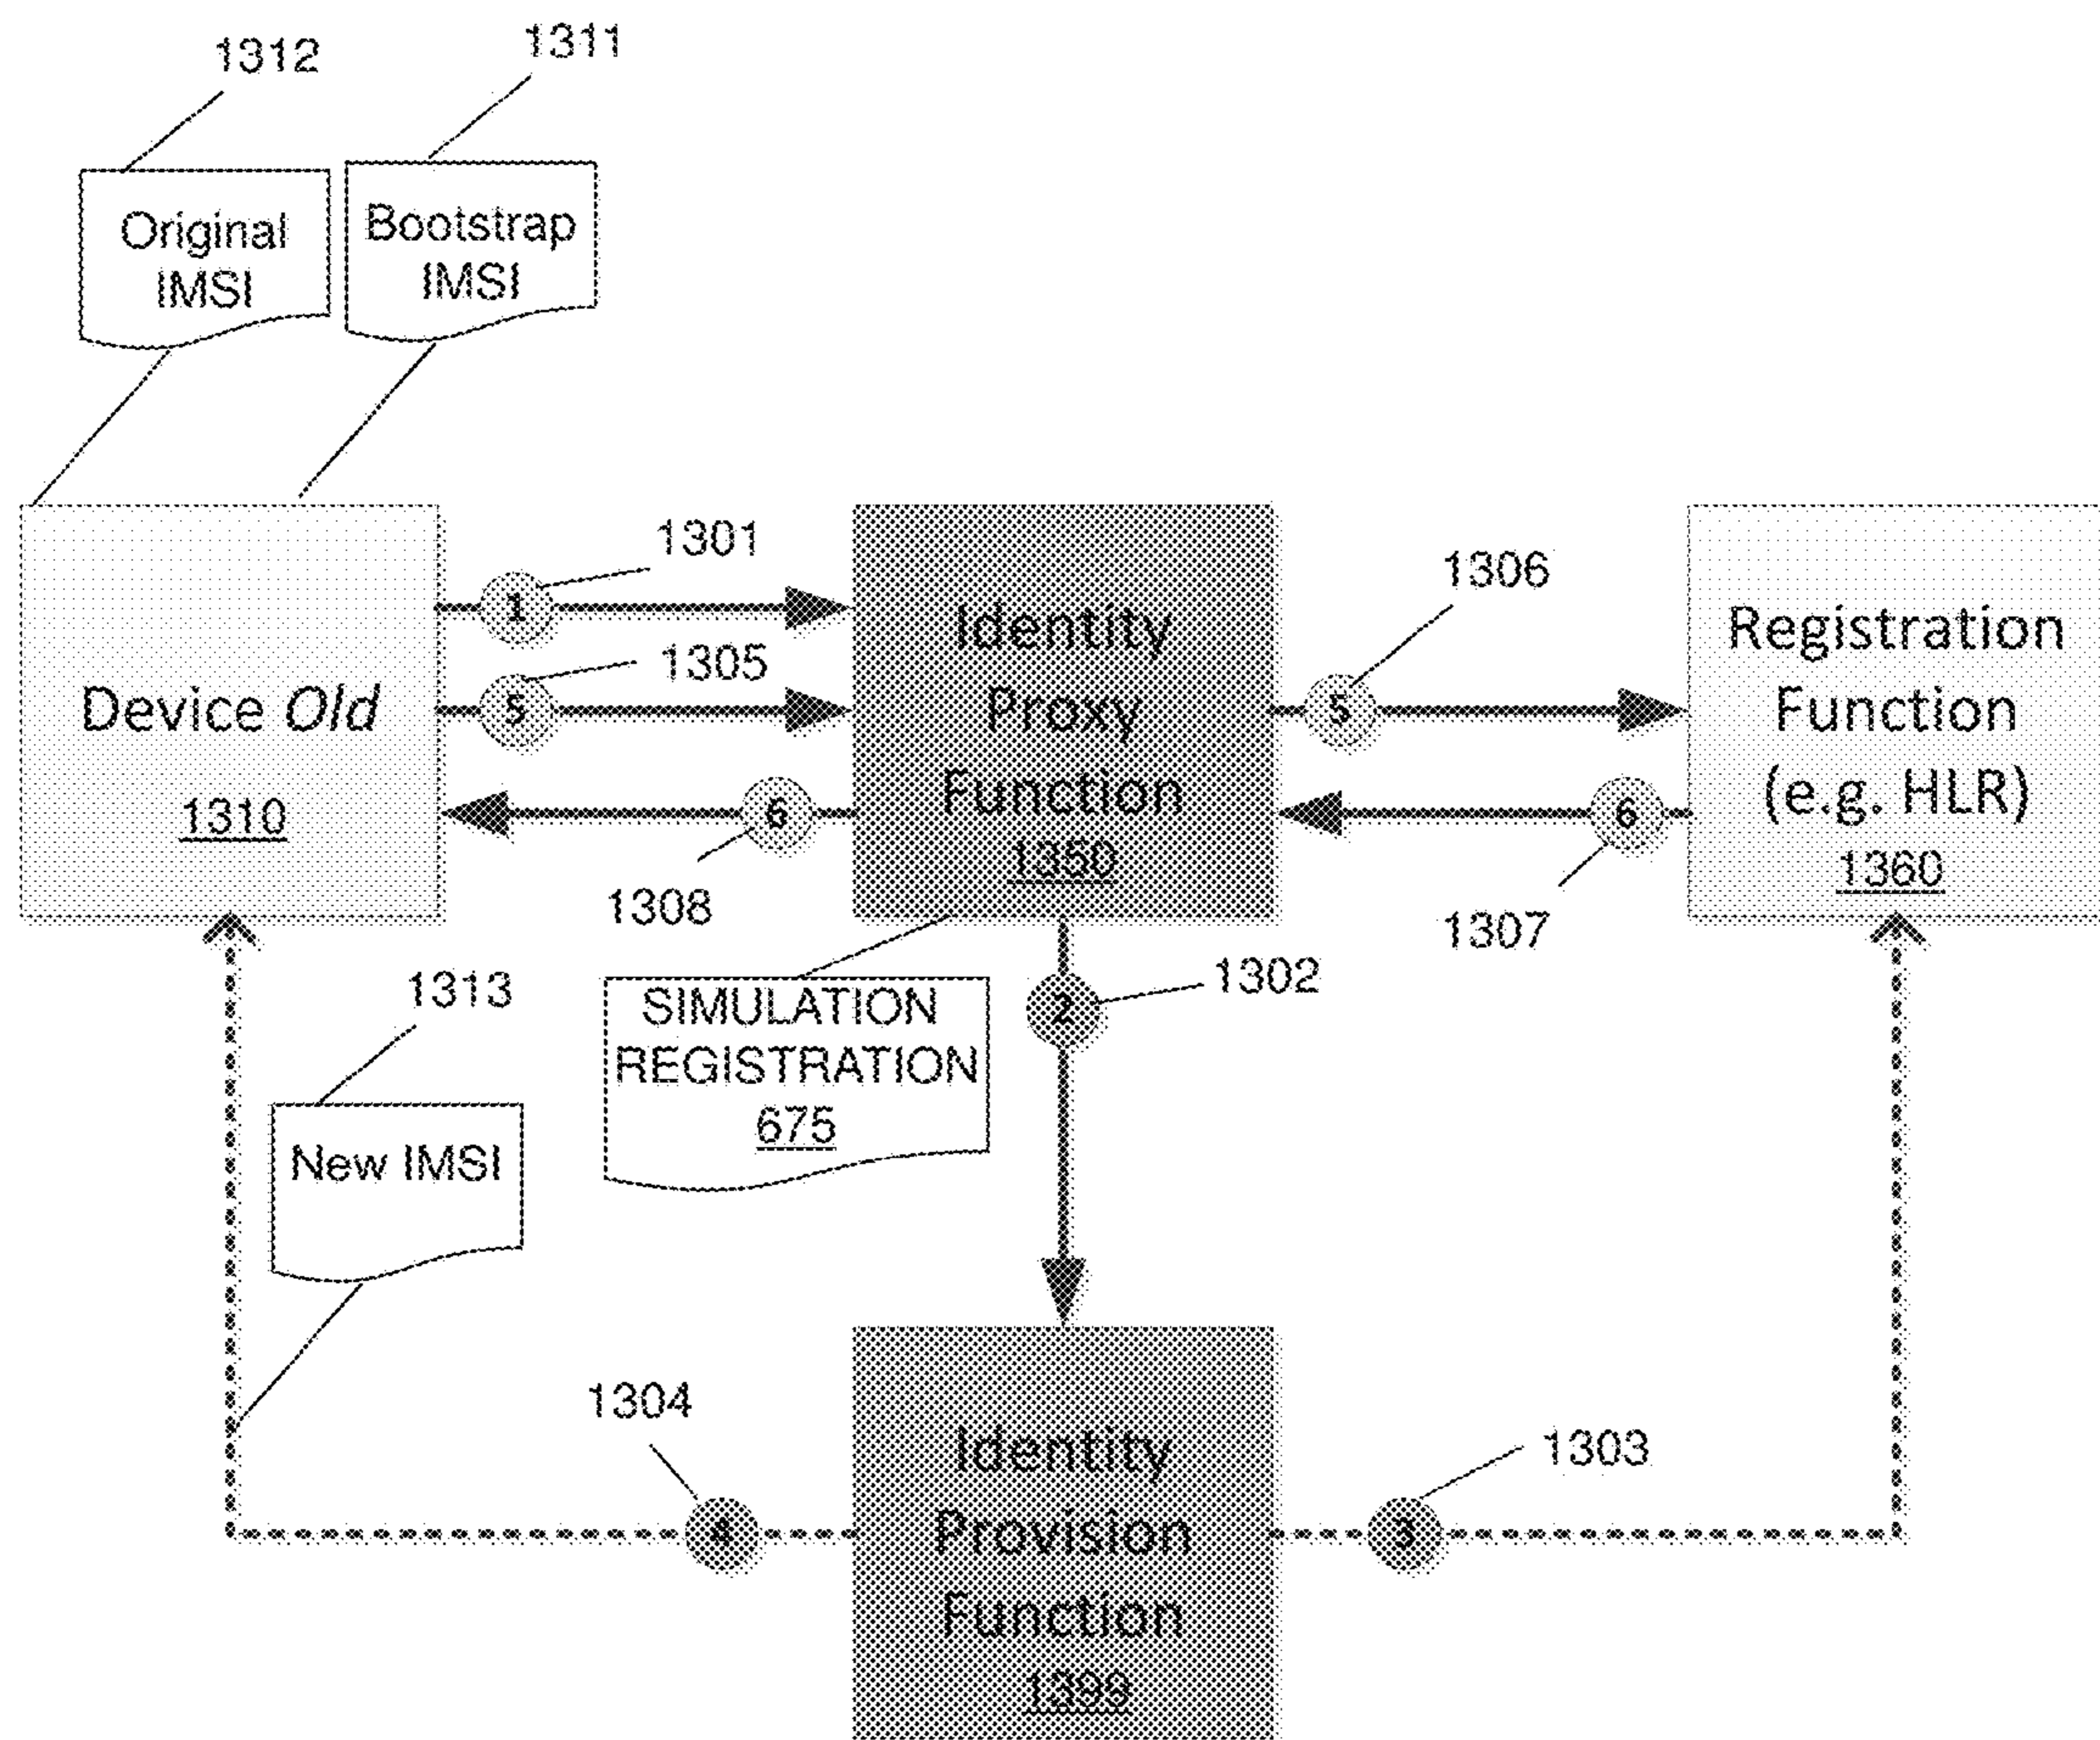 1312
1311
Original
IMSI
Bootstrap
IMSI
1301
1
1305
5
1306
5
Device Old
1310
Identity
Proxy
Function
1350
Registration
Function
(e.g. HLR)
1360
6
1308
6
1307
1313
SIMULATION
REGISTRATION
675
2
1302
New IMSI
1304
4
1303
3
Identity
Provision
Function
1399